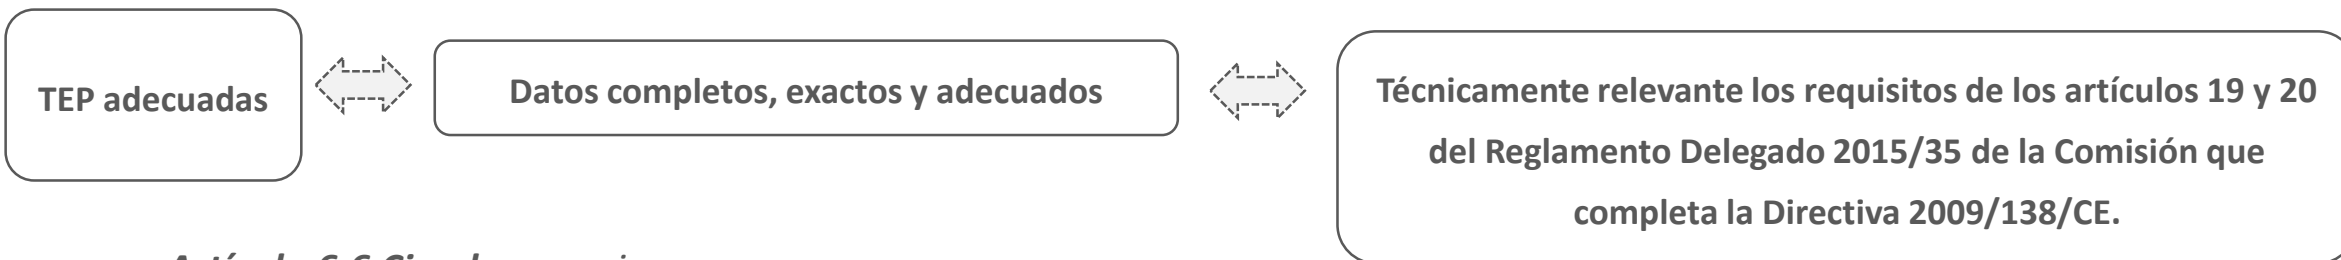 TEP adecuadas
Datos completos, exactos y adecuados
Técnicamente relevante los requisitos de los artículos 19 y 20
del Reglamento Delegado 2015/35 de la Comisión que
completa la Directiva 2009/138/CE.